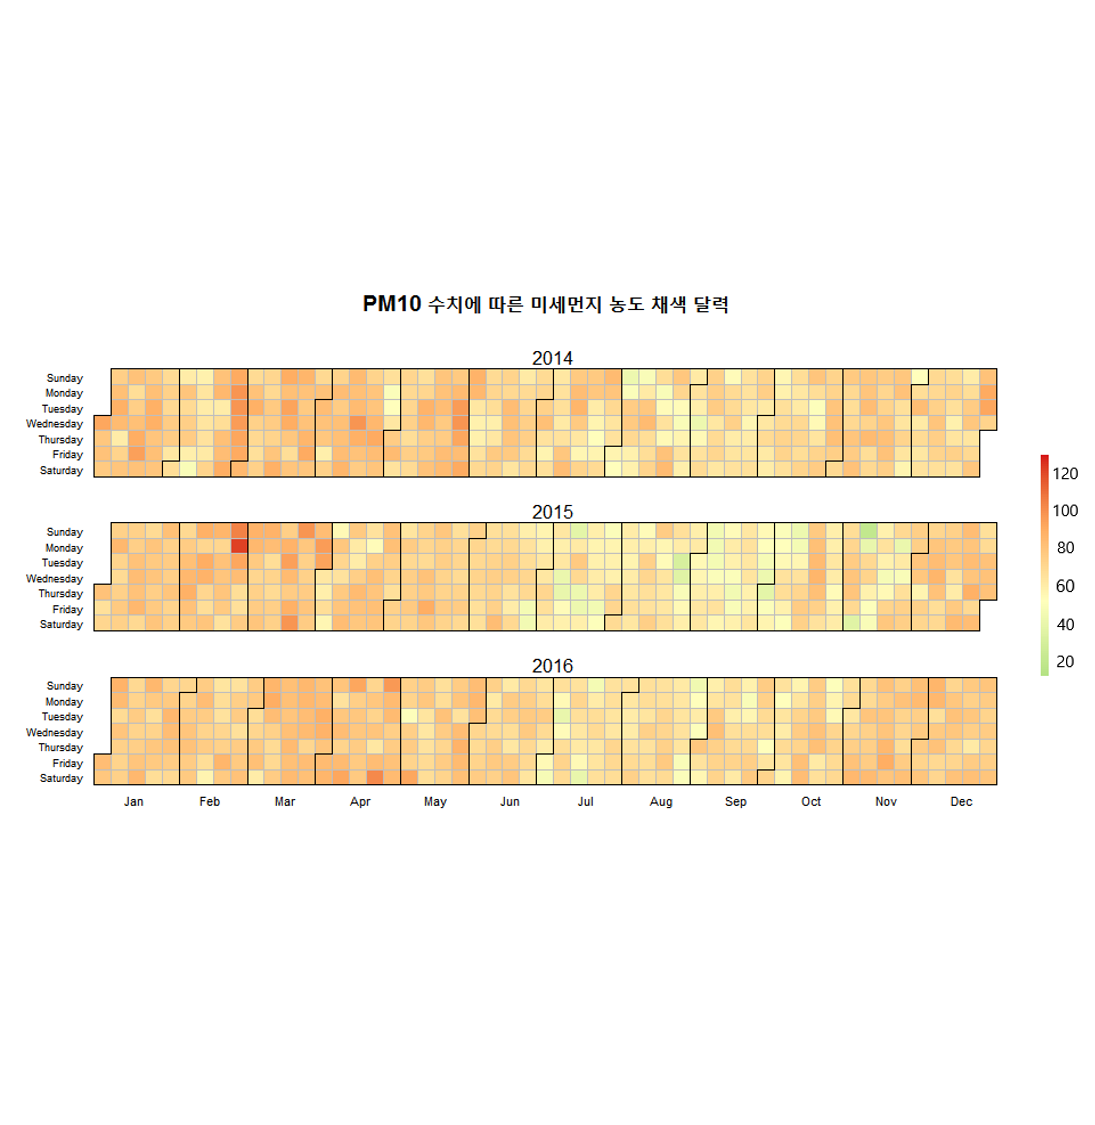 PM10 수치에 따른 미세먼지 농도 채색 달력
2014
Sunday
Monday
Tuesday
Wednesday
Thursday
Friday
Saturday
2015
Sunday
Monday
Tuesday
Wednesday
Thursday
Friday
Saturday
2016
Sunday
Monday
Tuesday
Wednesday
Thursday
Friday
Saturday
Jan Feb Mar Apr May Jun Jul Aug Sep Oct Nov Dec
120
100
80
60
40
20